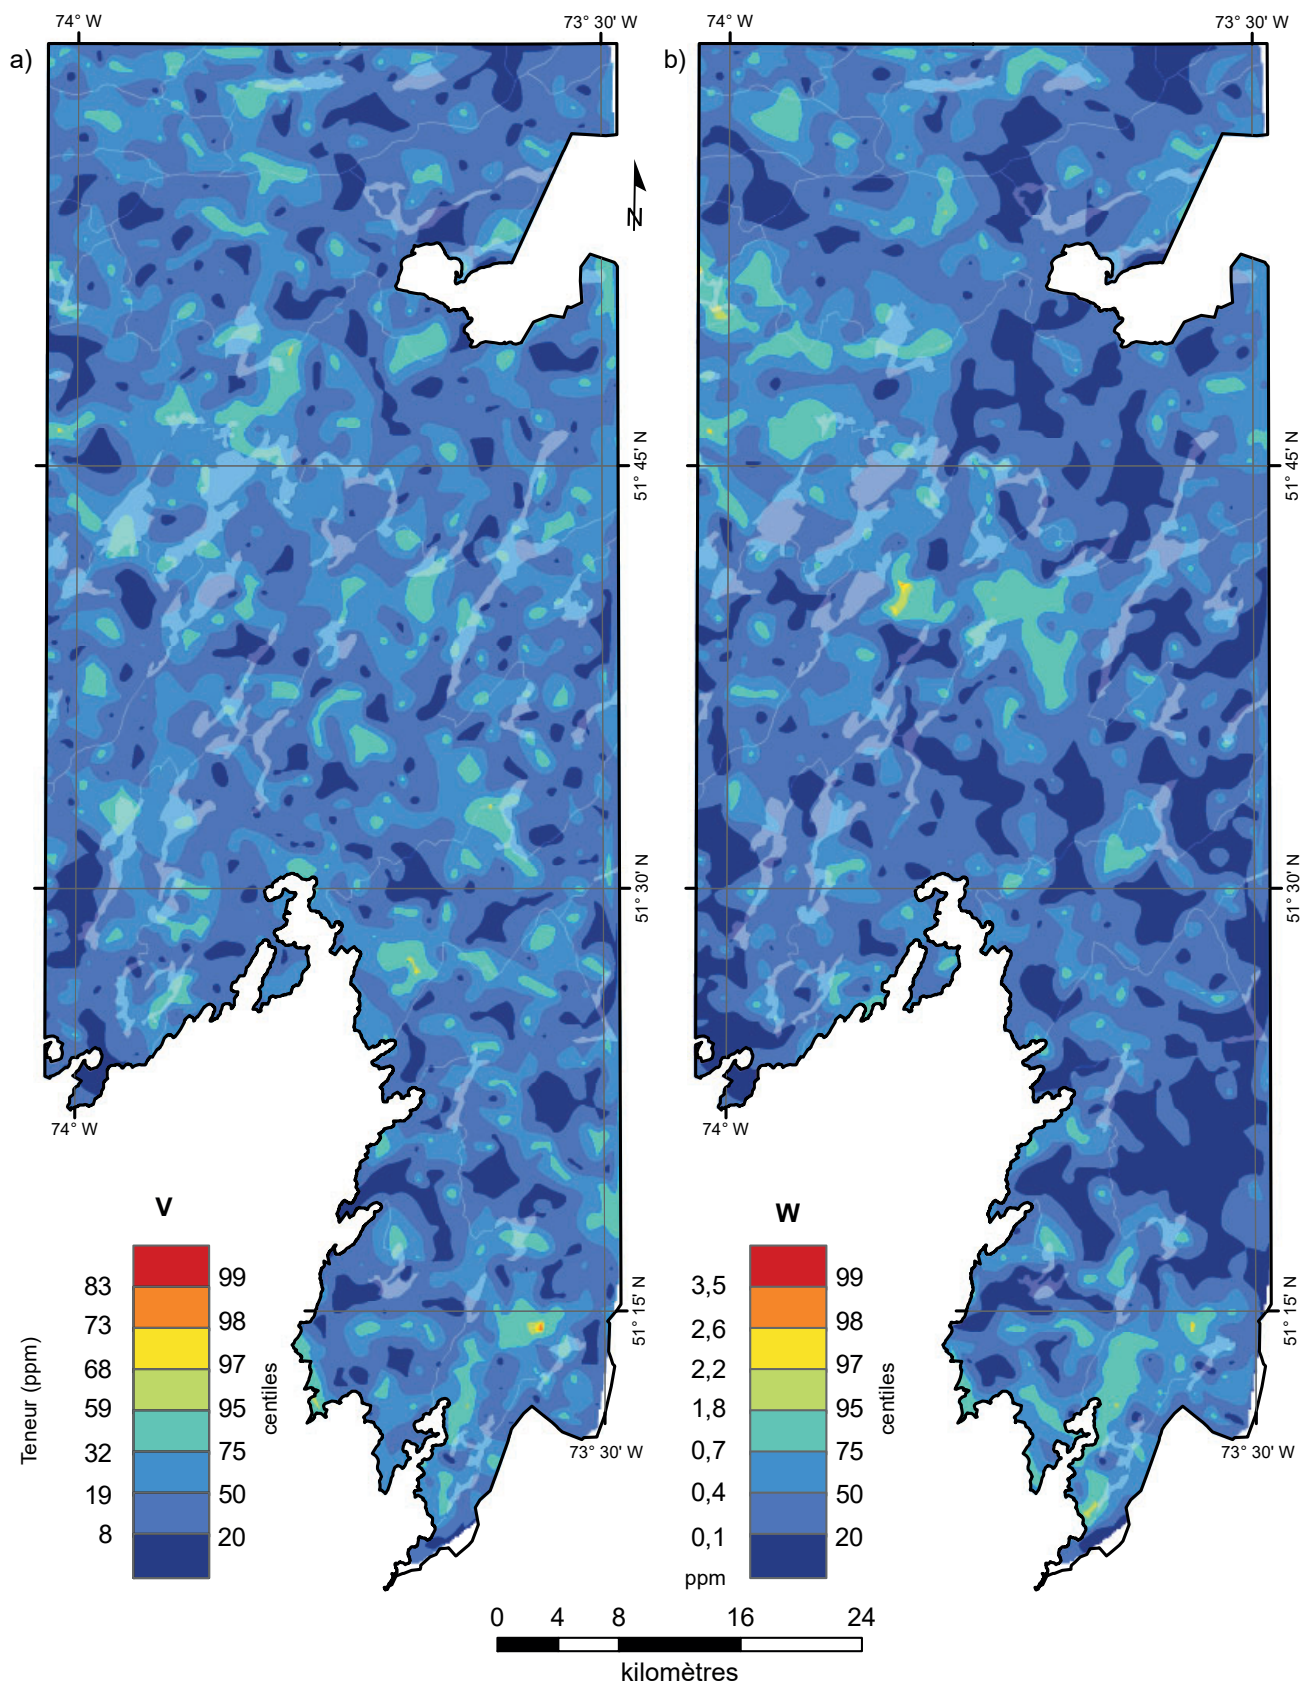 74° W
73° 30' W
74° W
73° 30' W
a)
b)
N
51° 45' N
51° 45' N
51° 30' N
51° 30' N
74° W
74° W
V
W
Teneur (ppm)
83
73
68
59
32
19
8
99
98
97
95
75
50
20
centiles
3,5
2,6
2,2
1,8
0,7
0,4
0,1
ppm
99
98
97
95
75
50
20
centiles
51° 15' N
51° 15' N
73° 30' W
73° 30' W
0 4 8 16 24
kilomètres